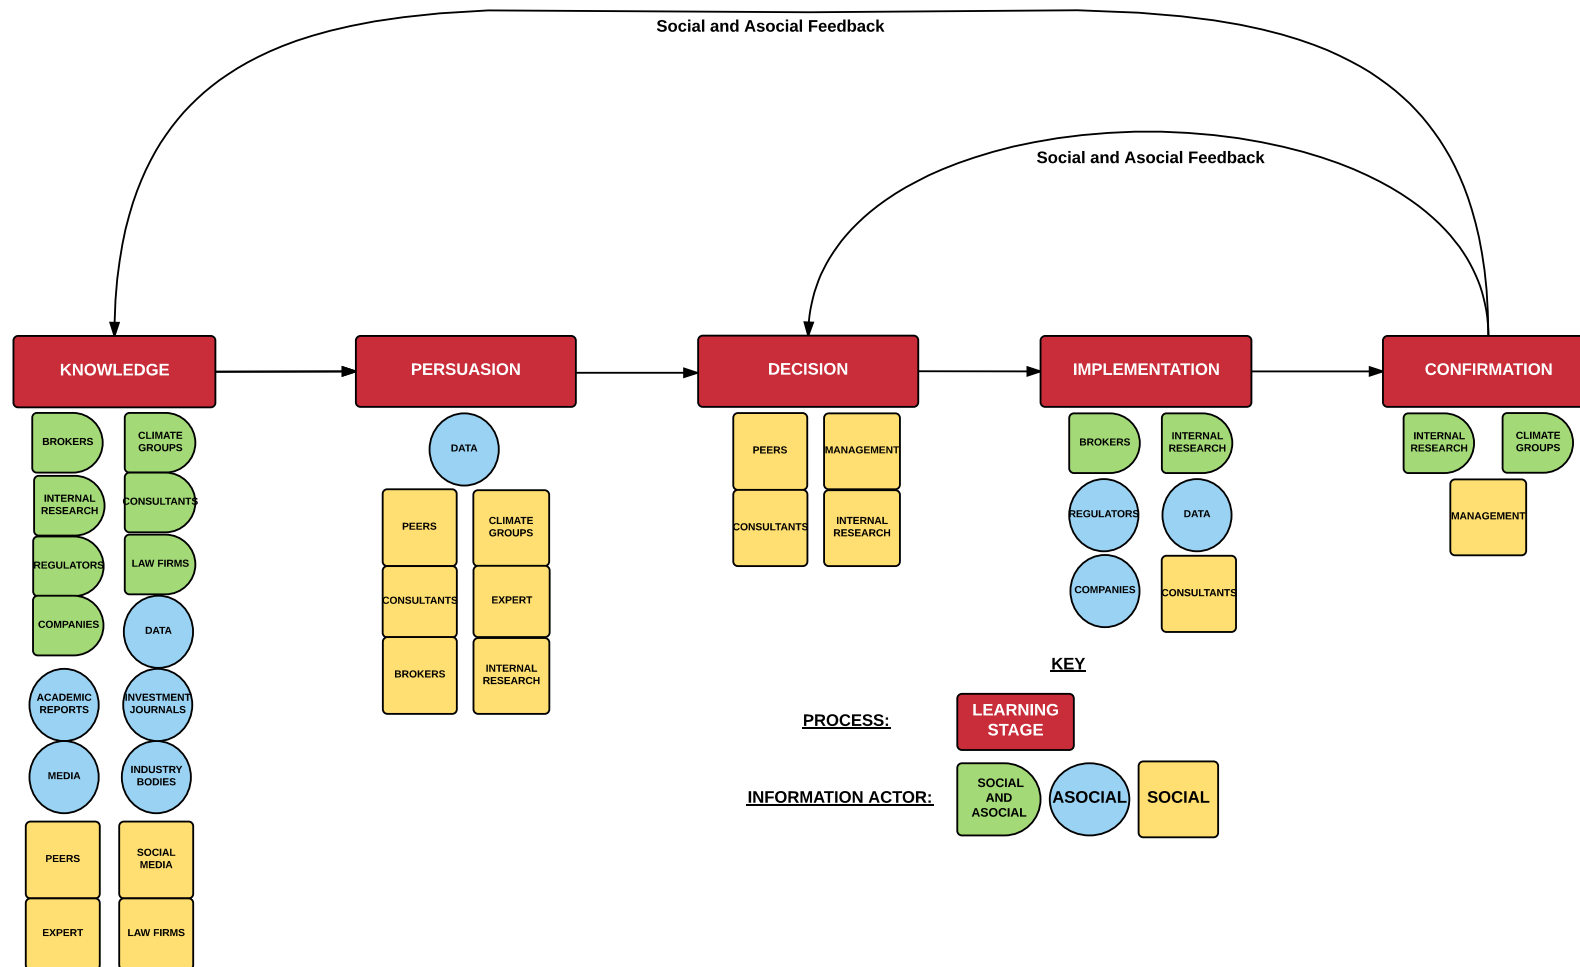 Social and Asocial Feedback
Social and Asocial Feedback
KNOWLEDGE
PERSUASION
DECISION
IMPLEMENTATION
CONFIRMATION
BROKERS
CLIMATE
GROUPS
INTERNAL
RESEARCH
CONSULTANTS
REGULATORS
LAW FIRMS
COMPANIES
DATA
ACADEMIC
REPORTS
INVESTMENT
JOURNALS
MEDIA
INDUSTRY
BODIES
PEERS
SOCIAL
MEDIA
EXPERT
LAW FIRMS
DATA
PEERS
CLIMATE
GROUPS
CONSULTANTS
EXPERT
BROKERS
INTERNAL
RESEARCH
PEERS
MANAGEMENT
CONSULTANTS
INTERNAL
RESEARCH
BROKERS
INTERNAL
RESEARCH
REGULATORS
DATA
COMPANIES
CONSULTANTS
INTERNAL
RESEARCH
CLIMATE
GROUPS
MANAGEMENT
KEY
PROCESS:
LEARNING
STAGE
INFORMATION ACTOR:
SOCIAL
AND
ASOCIAL
ASOCIAL
SOCIAL